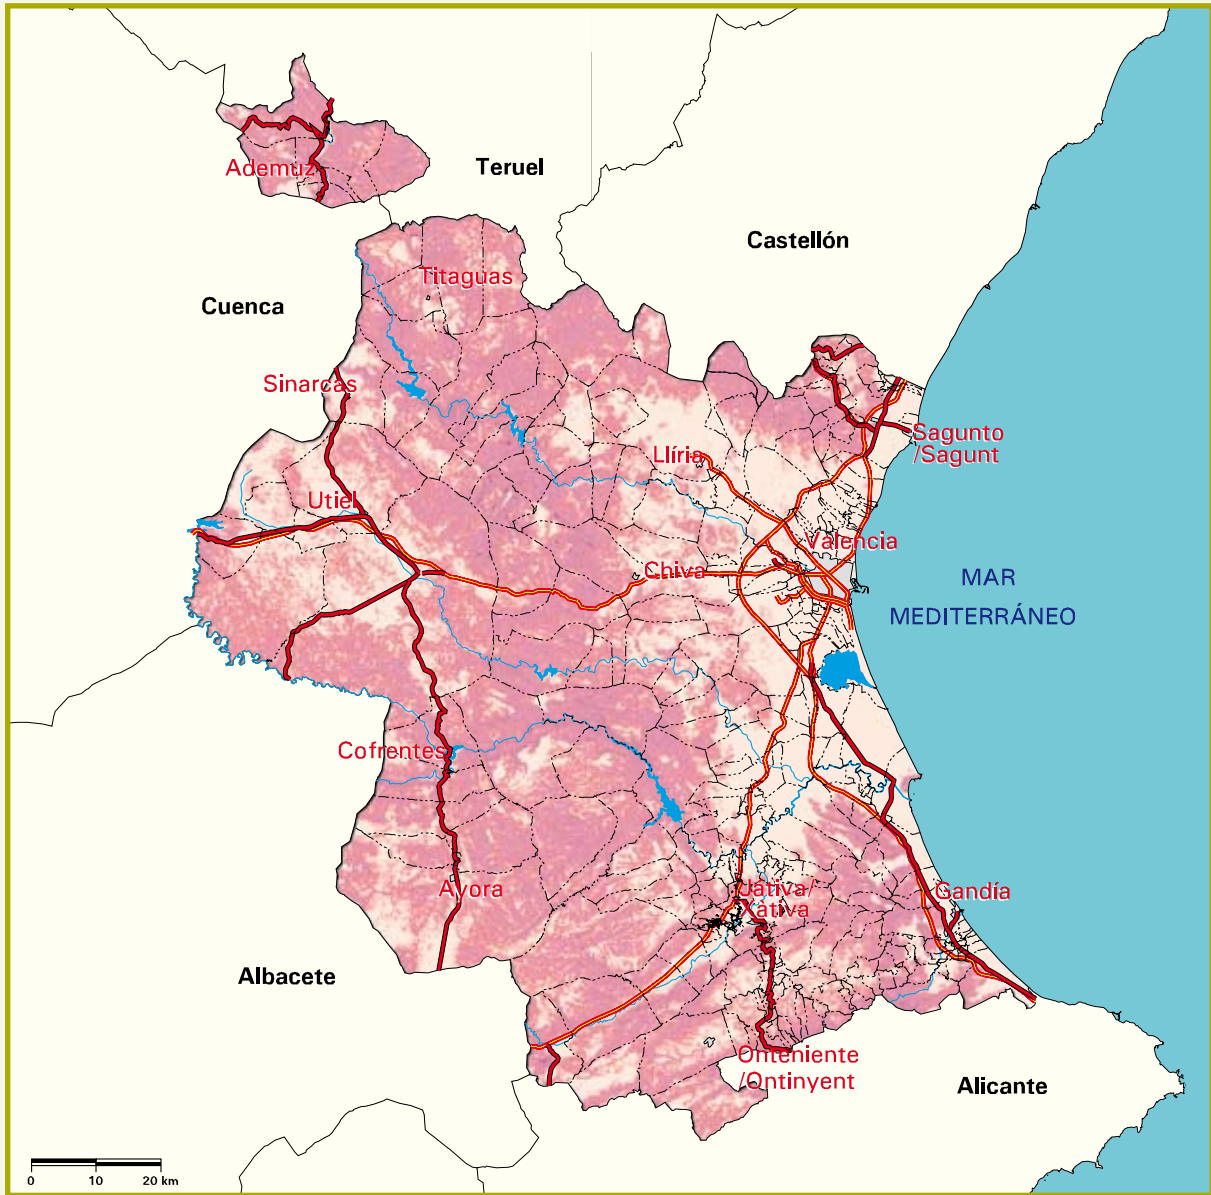 Ademuz
Teruel
Castellón
Titaguas
Cuenca
Sinarcas
Sagunto
/Sagunt
Llíria
Utiel
Valencia
Chiva
MAR
MEDITERRÁNEO
Cofrentes
Ayora
Játiva/
Xátiva
Gandía
Albacete
Onteniente
/Ontinyent
Alicante
0 10 20 km